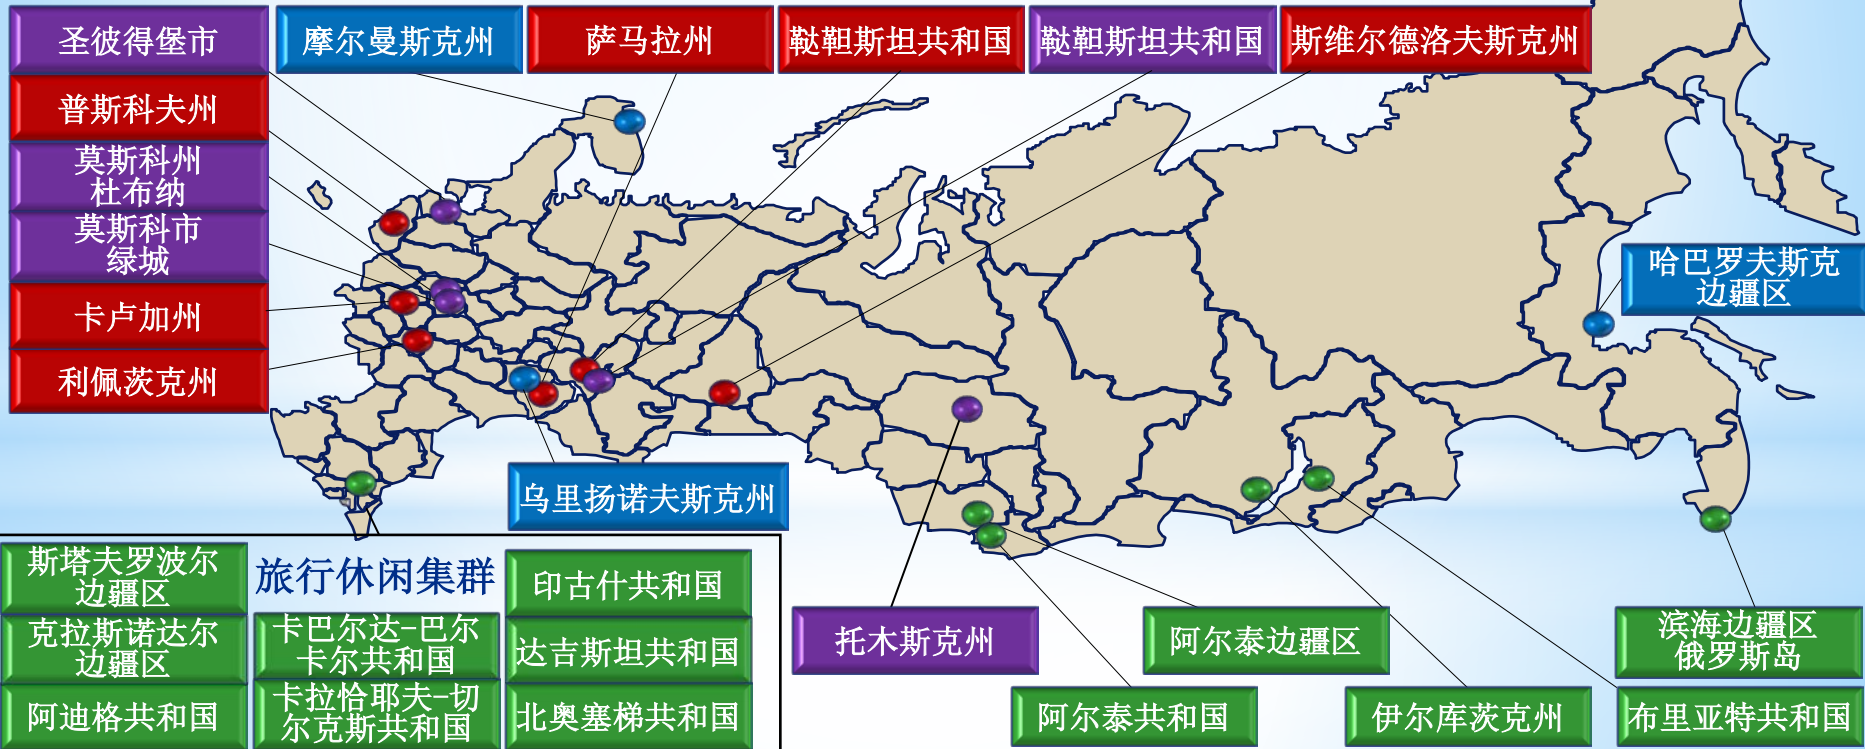 圣彼得堡市
摩尔曼斯克州
萨马拉州
鞑靼斯坦共和国
鞑靼斯坦共和国
斯维尔德洛夫斯克州
普斯科夫州
莫斯科州
杜布纳
莫斯科市
绿城
卡卢加州
利佩茨克州
哈巴罗夫斯克
边疆区
乌里扬诺夫斯克州
旅行休闲集群
斯塔夫罗波尔
边疆区
克拉斯诺达尔
边疆区
阿迪格共和国
卡巴尔达-巴尔
卡尔共和国
卡拉恰耶夫-切
尔克斯共和国
印古什共和国
达吉斯坦共和国
北奥塞梯共和国
托木斯克州
阿尔泰边疆区
阿尔泰共和国
伊尔库茨克州
滨海边疆区
俄罗斯岛
布里亚特共和国